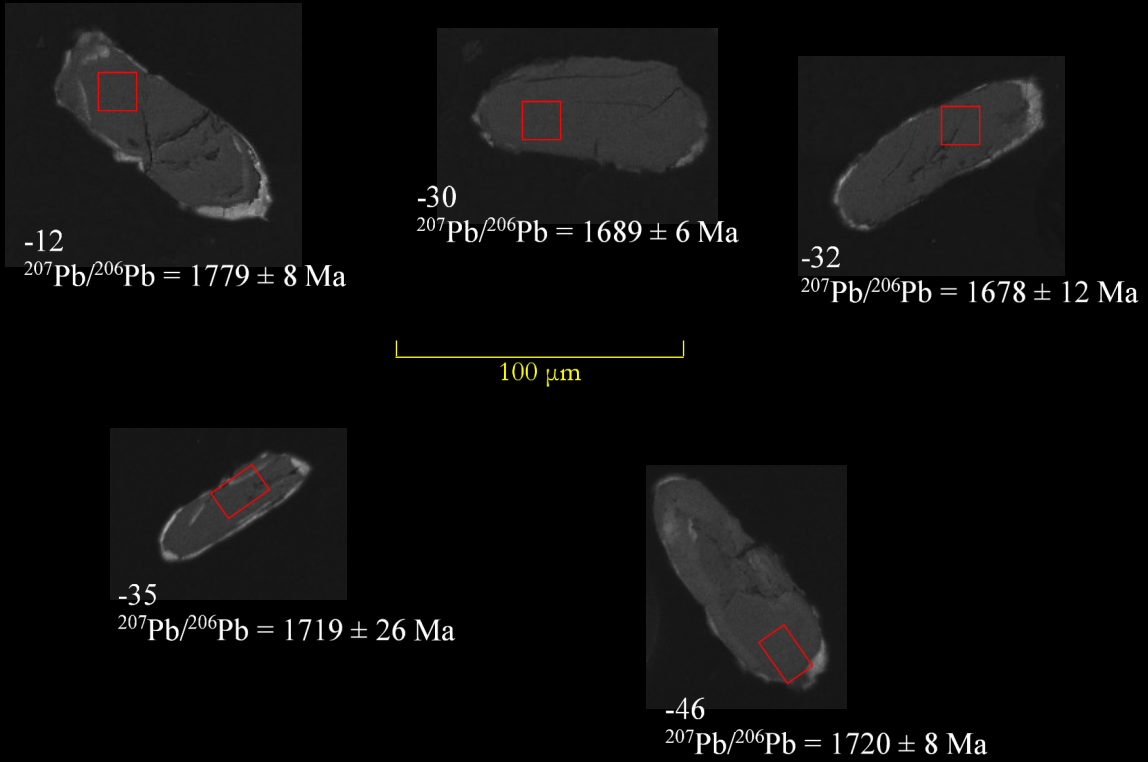 -12
²⁰⁷Pb/²⁰⁶Pb = 1779 ± 8 Ma
-30
²⁰⁷Pb/²⁰⁶Pb = 1689 ± 6 Ma
-32
²⁰⁷Pb/²⁰⁶Pb = 1678 ± 12 Ma
100 µm
-35
²⁰⁷Pb/²⁰⁶Pb = 1719 ± 26 Ma
-46
²⁰⁷Pb/²⁰⁶Pb = 1720 ± 8 Ma